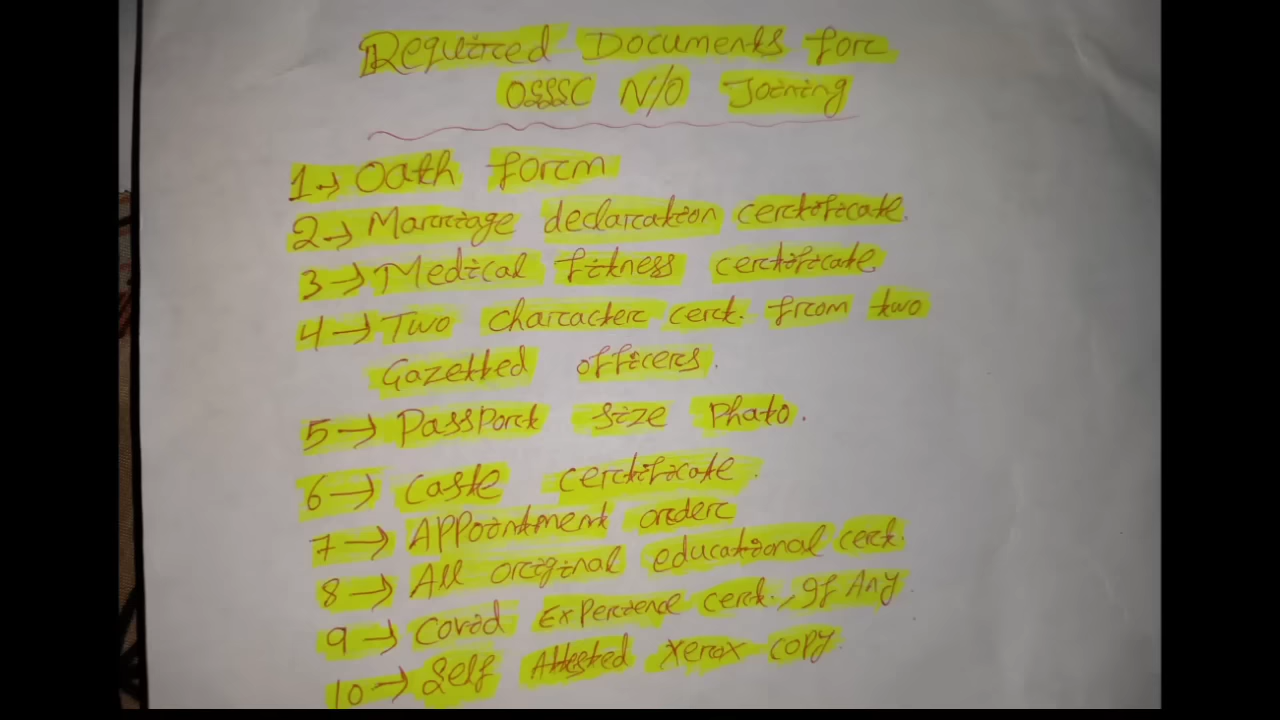 Required Documents for
OSSSC N/O Joining
1→ Oath form
2→ Marriage declaration certificate.
3→ Medical fitness certificate
4→ Two character cert. from two
Gazetted officers.
5→ Passport size Phato.
6→ caste certificate.
7→ Appointment order
8→ All original educational cert.
9→ Covid Experience cert., If Any.
10→ Self Attested xerox copy.